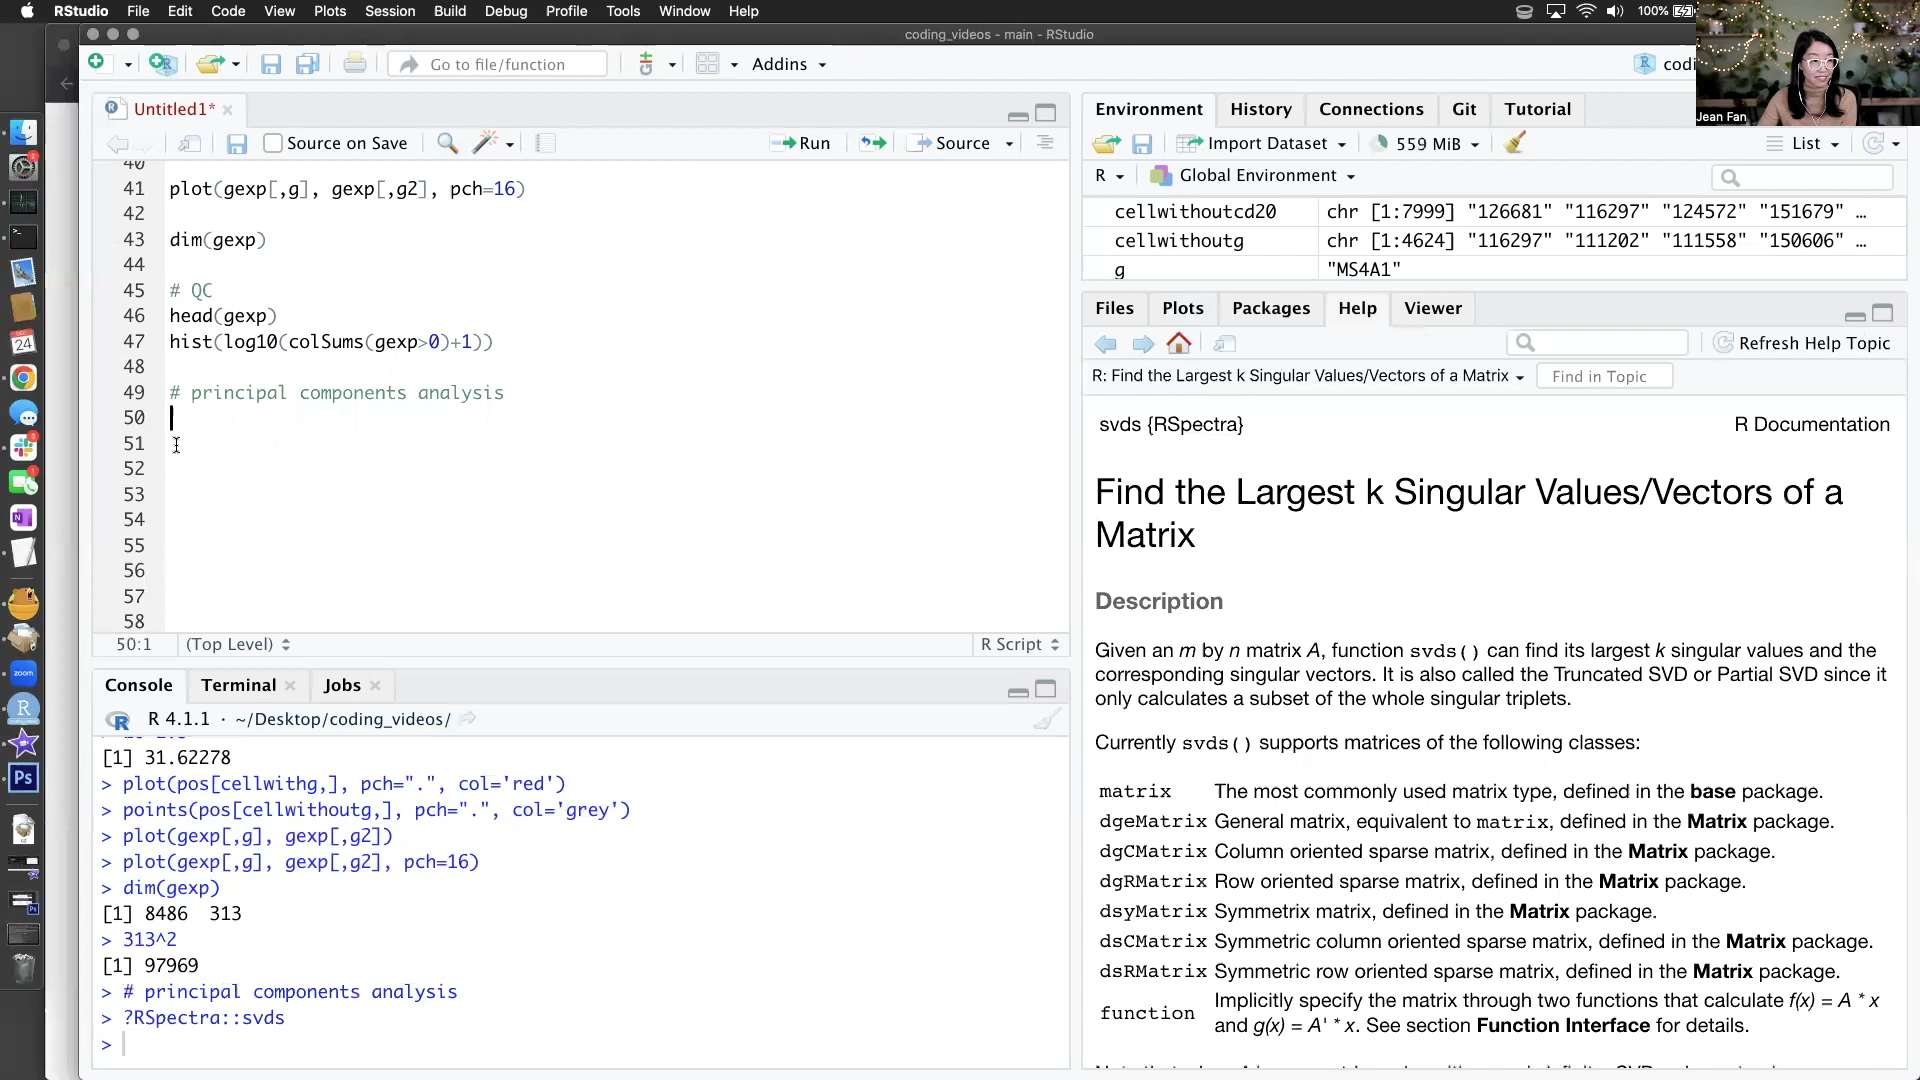 RStudio File Edit Code View Plots Session Build Debug Profile Tools Window Help 100%
coding_videos - main - RStudio
Go to file/function Addins
Jean Fan
Untitled1*
Source on Save Run Source
40
41 plot(gexp[,g], gexp[,g2], pch=16)
42
43 dim(gexp)
44
45 # QC
46 head(gexp)
47 hist(log10(colSums(gexp>0)+1))
48
49 # principal components analysis
50
51
52
53
54
55
56
57
58
50:1 (Top Level) R Script
Console Terminal Jobs
R 4.1.1 · ~/Desktop/coding_videos/
[1] 31.62278
> plot(pos[cellwithg,], pch=".", col='red')
> points(pos[cellwithoutg,], pch=".", col='grey')
> plot(gexp[,g], gexp[,g2])
> plot(gexp[,g], gexp[,g2], pch=16)
> dim(gexp)
[1] 8486 313
> 313^2
[1] 97969
> # principal components analysis
> ?RSpectra::svds
>
Environment History Connections Git Tutorial
Import Dataset 559 MiB List
R Global Environment
cellwithoutcd20 chr [1:7999] "126681" "116297" "124572" "151679" …
cellwithoutg chr [1:4624] "116297" "111202" "111558" "150606" …
g "MS4A1"
Files Plots Packages Help Viewer
Refresh Help Topic
R: Find the Largest k Singular Values/Vectors of a Matrix Find in Topic
svds {RSpectra} R Documentation
Find the Largest k Singular Values/Vectors of a
Matrix
Description
Given an m by n matrix A, function svds() can find its largest k singular values and the
corresponding singular vectors. It is also called the Truncated SVD or Partial SVD since it
only calculates a subset of the whole singular triplets.
Currently svds() supports matrices of the following classes:
matrix The most commonly used matrix type, defined in the base package.
dgeMatrix General matrix, equivalent to matrix, defined in the Matrix package.
dgCMatrix Column oriented sparse matrix, defined in the Matrix package.
dgRMatrix Row oriented sparse matrix, defined in the Matrix package.
dsyMatrix Symmetrix matrix, defined in the Matrix package.
dsCMatrix Symmetric column oriented sparse matrix, defined in the Matrix package.
dsRMatrix Symmetric row oriented sparse matrix, defined in the Matrix package.
function Implicitly specify the matrix through two functions that calculate f(x) = A * x
and g(x) = A' * x. See section Function Interface for details.